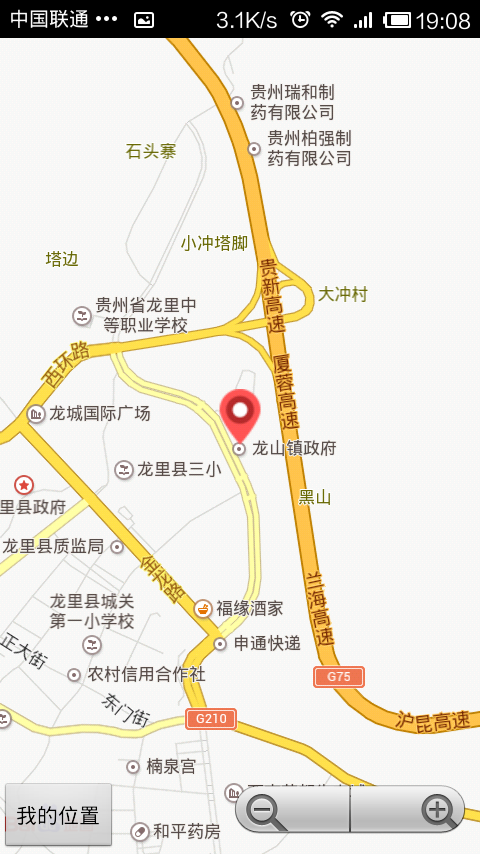 中国联通 ••• 3.1K/s 19:08
贵州瑞和制
药有限公司
贵州柏强制
药有限公司
石头寨
小冲塔脚
塔边
贵新高速
大冲村
贵州省龙里中
等职业学校
西环路
厦蓉高速
龙城国际广场
龙山镇政府
龙里县三小
黑山
里县政府
龙里县质监局
金龙路
兰海高速
龙里县城关
第一小学校
福缘酒家
正大街
申通快递
农村信用合作社
G75
东门街
G210
沪昆高速
楠泉宫
我的位置
和平药房